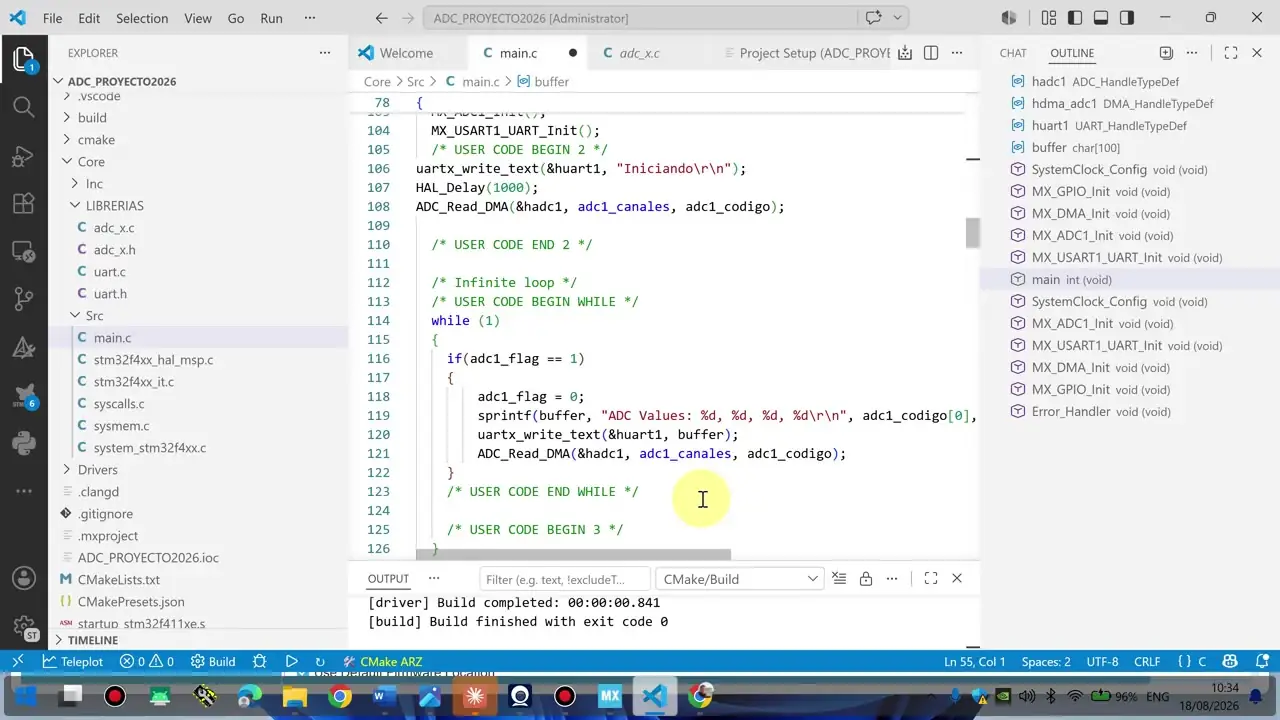 File Edit Selection View Go Run ···
ADC_PROYECTO2026 [Administrator]
EXPLORER
ADC_PROYECTO2026
.vscode
build
cmake
Core
Inc
LIBRERIAS
adc_x.c
adc_x.h
uart.c
uart.h
Src
main.c
stm32f4xx_hal_msp.c
stm32f4xx_it.c
syscalls.c
sysmem.c
system_stm32f4xx.c
Drivers
.clangd
.gitignore
.mxproject
ADC_PROYECTO2026.ioc
CMakeLists.txt
CMakePresets.json
startup_stm32f411xe.s
TIMELINE
Welcome
main.c
adc_x.c
Project Setup (ADC_PROYE
Core > Src > C main.c > buffer
78 {
103 MX_ADC1_Init();
104 MX_USART1_UART_Init();
105 /* USER CODE BEGIN 2 */
106 uartx_write_text(&huart1, "Iniciando\r\n");
107 HAL_Delay(1000);
108 ADC_Read_DMA(&hadc1, adc1_canales, adc1_codigo);
109
110 /* USER CODE END 2 */
111
112 /* Infinite loop */
113 /* USER CODE BEGIN WHILE */
114 while (1)
115 {
116 if(adc1_flag == 1)
117 {
118 adc1_flag = 0;
119 sprintf(buffer, "ADC Values: %d, %d, %d, %d\r\n", adc1_codigo[0],
120 uartx_write_text(&huart1, buffer);
121 ADC_Read_DMA(&hadc1, adc1_canales, adc1_codigo);
122 }
123 /* USER CODE END WHILE */
124
125 /* USER CODE BEGIN 3 */
126 }
OUTPUT ···
Filter (e.g. text, !excludeT...
CMake/Build
[driver] Build completed: 00:00:00.841
[build] Build finished with exit code 0
CHAT OUTLINE
hadc1 ADC_HandleTypeDef
hdma_adc1 DMA_HandleTypeDef
huart1 UART_HandleTypeDef
buffer char[100]
SystemClock_Config void (void)
MX_GPIO_Init void (void)
MX_DMA_Init void (void)
MX_ADC1_Init void (void)
MX_USART1_UART_Init void (void)
main int (void)
SystemClock_Config void (void)
MX_ADC1_Init void (void)
MX_USART1_UART_Init void (void)
MX_DMA_Init void (void)
MX_GPIO_Init void (void)
Error_Handler void (void)
Teleplot 0 0 Build CMake ARZ
Ln 55, Col 1 Spaces: 2 UTF-8 CRLF {} C
96% ENG
10:34
18/08/2026